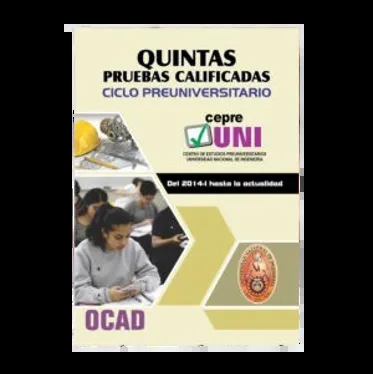 QUINTAS
PRUEBAS CALIFICADAS
CICLO PREUNIVERSITARIO
cepre
UNI
CENTRO DE ESTUDIOS PREUNIVERSITARIOS
UNIVERSIDAD NACIONAL DE INGENIERÍA
Del 2014-I hasta la actualidad
OCAD